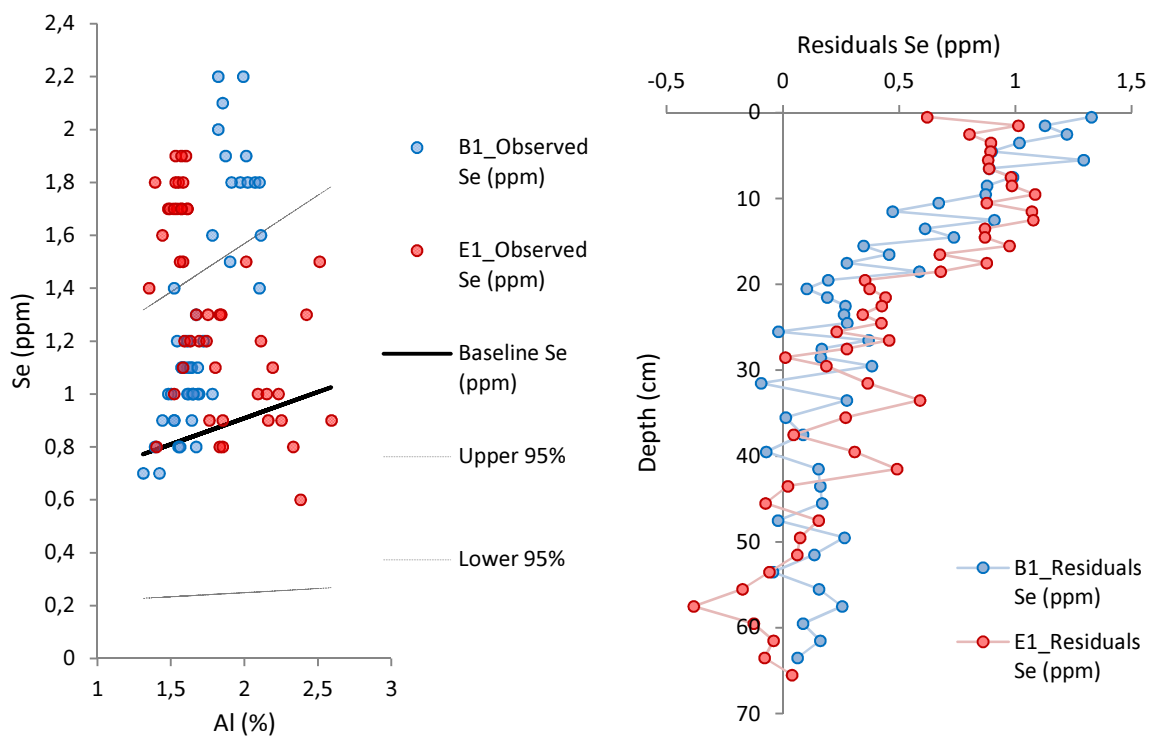 2,4
2,2
2
1,8
1,6
1,4
1,2
1
0,8
0,6
0,4
0,2
0
Se (ppm)
1
1,5
2
2,5
3
Al (%)
B1_Observed
Se (ppm)
E1_Observed
Se (ppm)
Baseline Se
(ppm)
Upper 95%
Lower 95%
Residuals Se (ppm)
-0,5
0
0,5
1
1,5
0
10
20
30
40
50
60
70
Depth (cm)
B1_Residuals
Se (ppm)
E1_Residuals
Se (ppm)